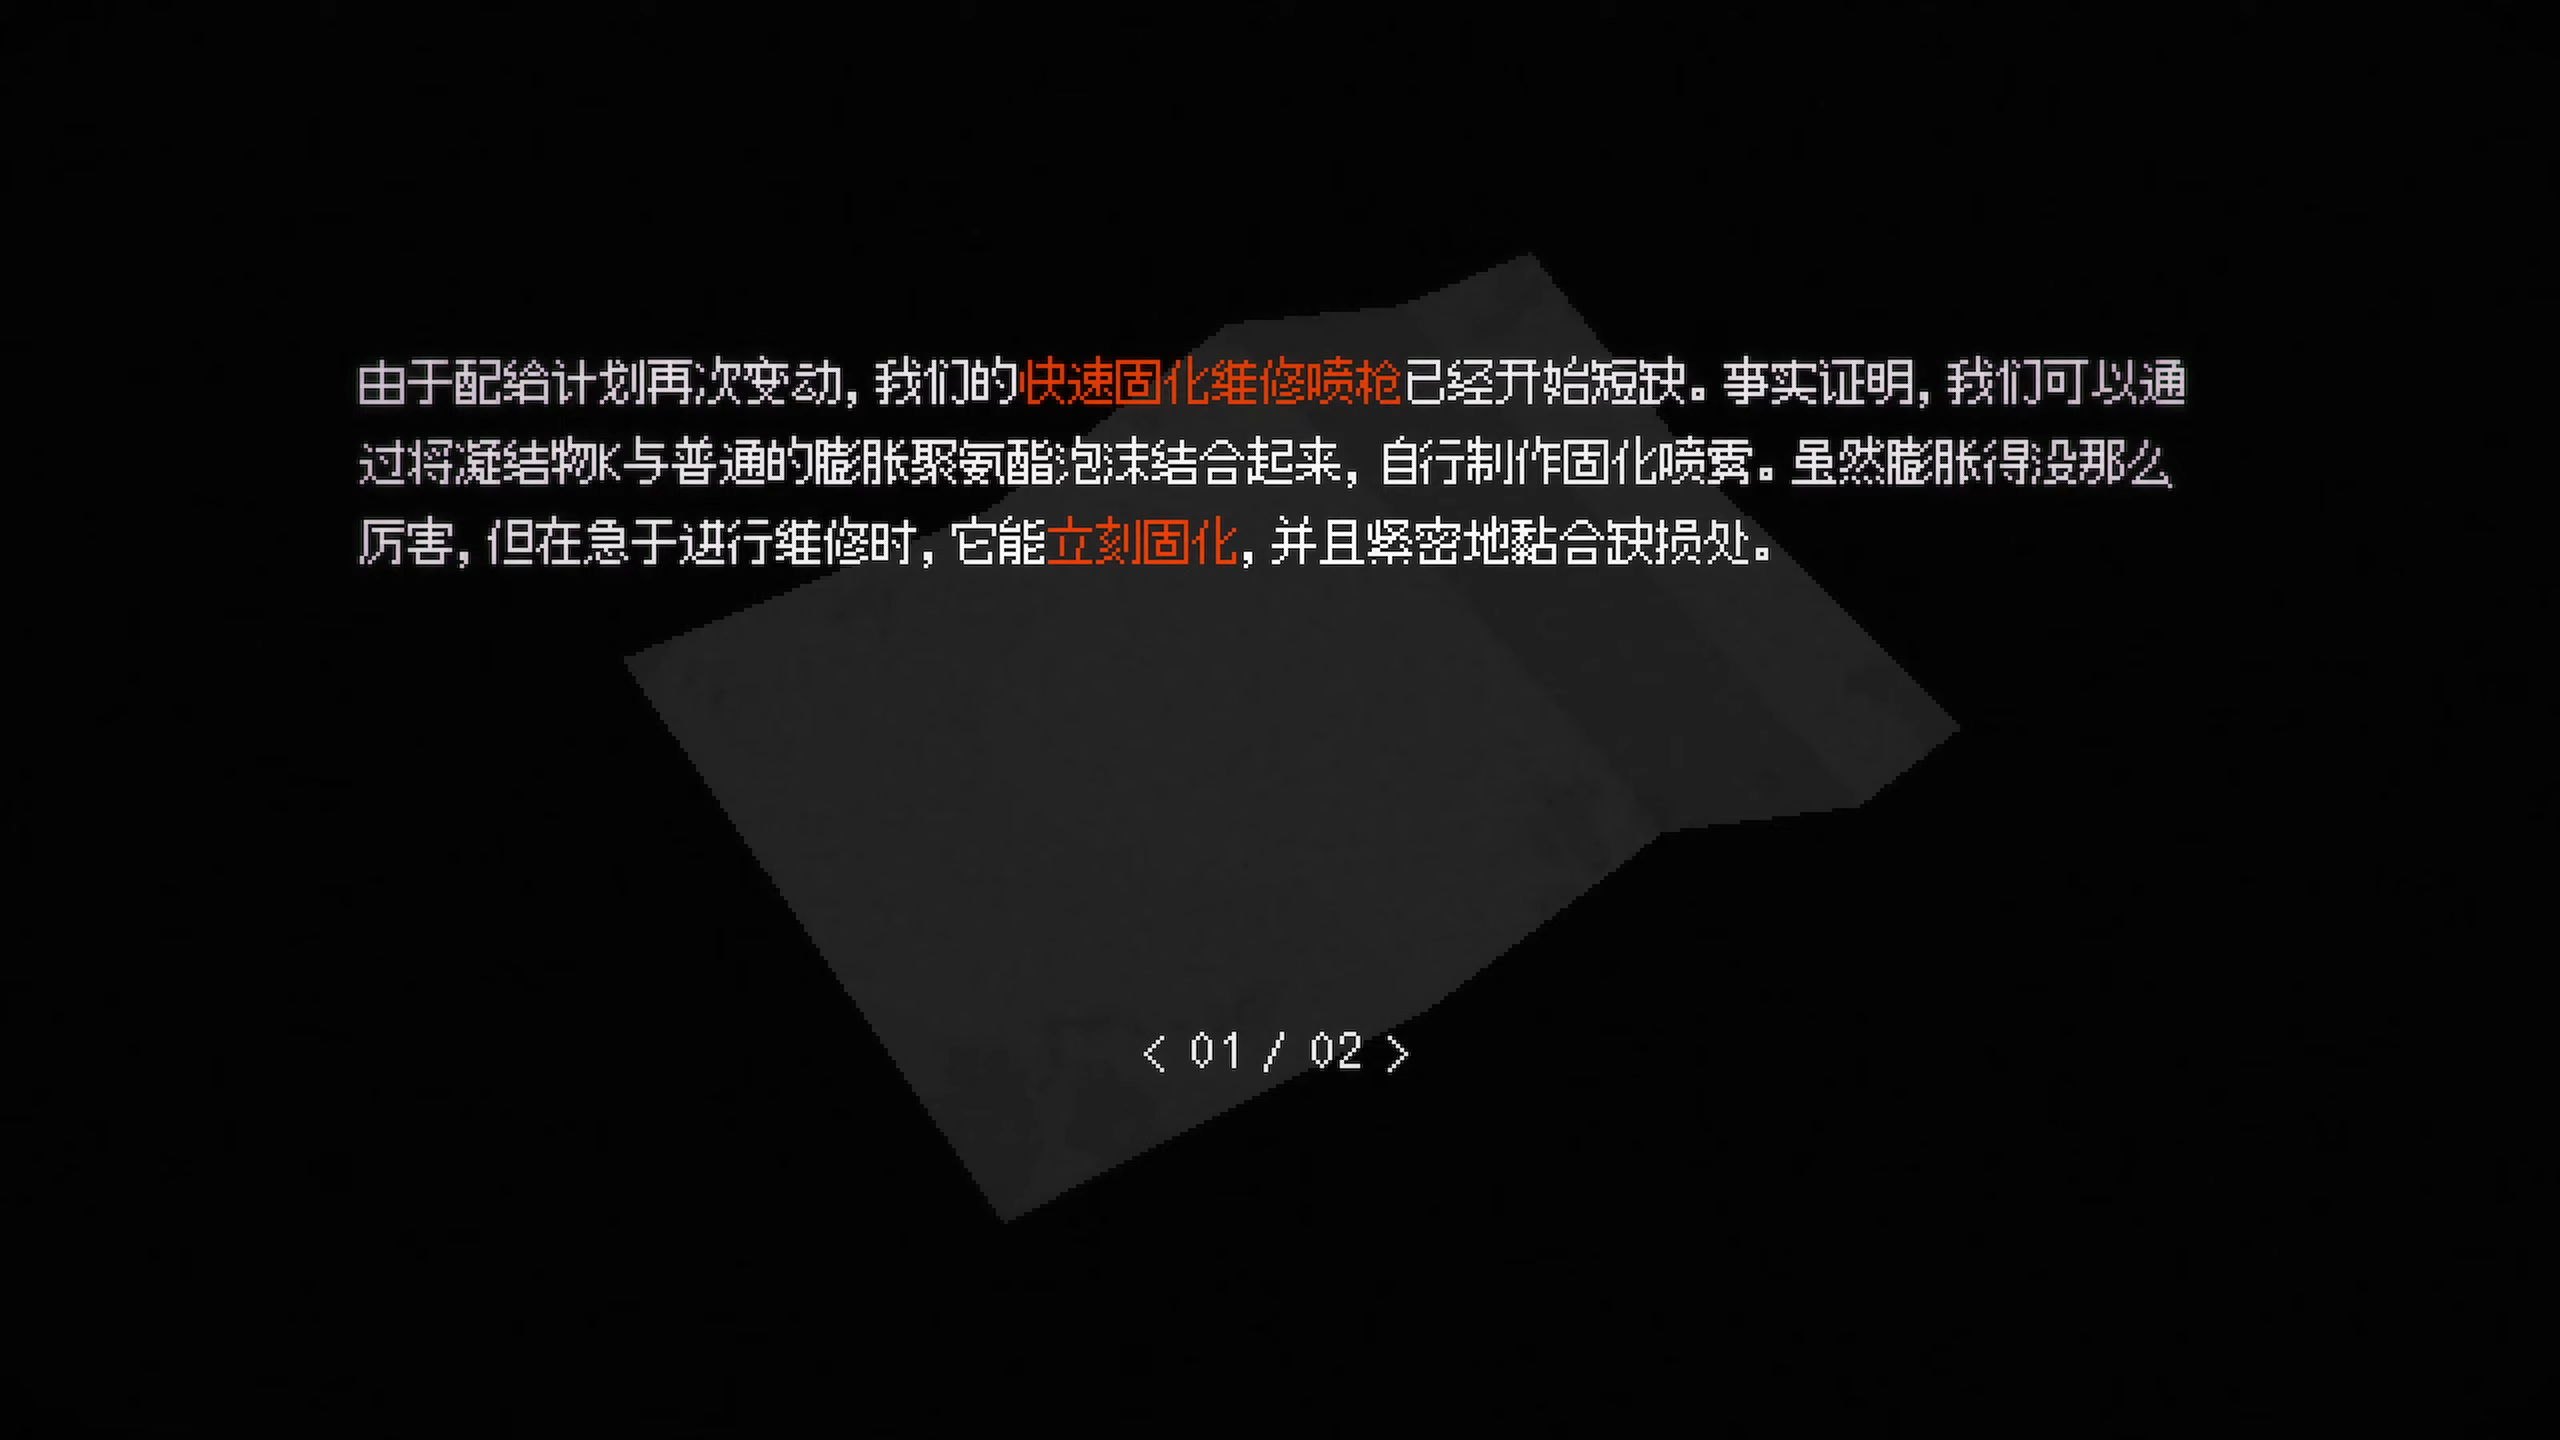 由于配给计划再次变动，我们的快速固化维修喷枪已经开始短缺。事实证明，我们可以通
过将凝结物K与普通的膨胀聚氨酯泡沫结合起来，自行制作固化喷雾。虽然膨胀得没那么
厉害，但在急于进行维修时，它能立刻固化，并且紧密地黏合缺损处。
< 01 / 02 >